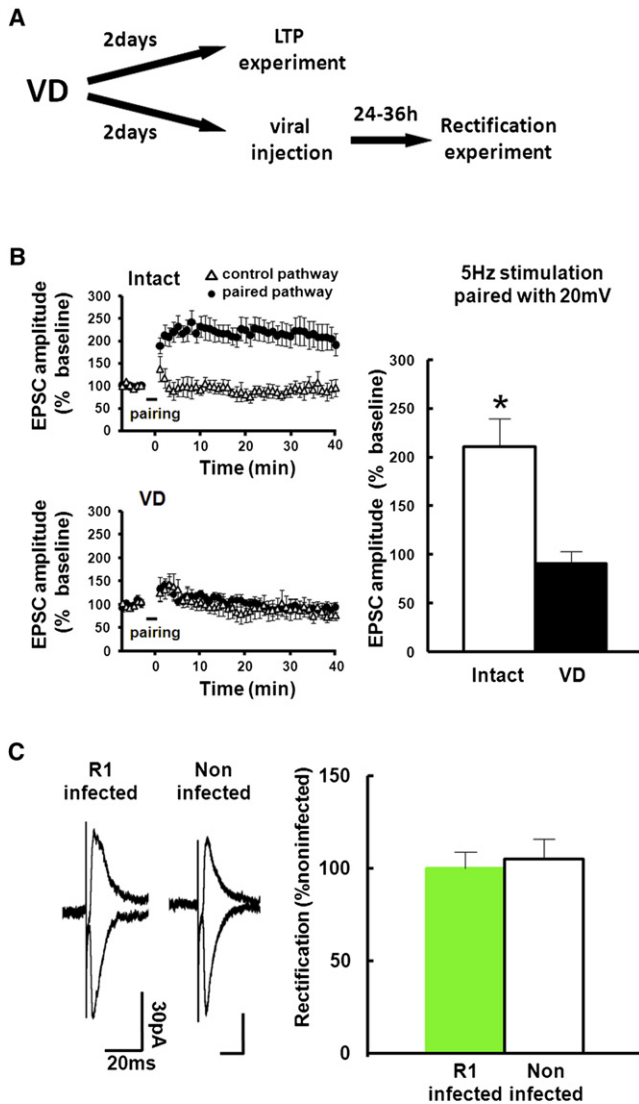 A
2days
LTP
experiment
VD
2days
viral
injection
24-36h
Rectification
experiment
B
Intact
△ control pathway
● paired pathway
EPSC amplitude
(% baseline)
300
250
200
150
100
50
0
pairing
0
10
20
30
40
Time (min)
VD
EPSC amplitude
(% baseline)
300
250
200
150
100
50
0
pairing
0
10
20
30
40
Time (min)
5Hz stimulation
paired with 20mV
EPSC amplitude (% baseline)
300
250
200
150
100
50
0
*
Intact
VD
C
R1
infected
Non
infected
30pA
20ms
Rectification (%noninfected)
150
100
50
0
R1
infected
Non
infected